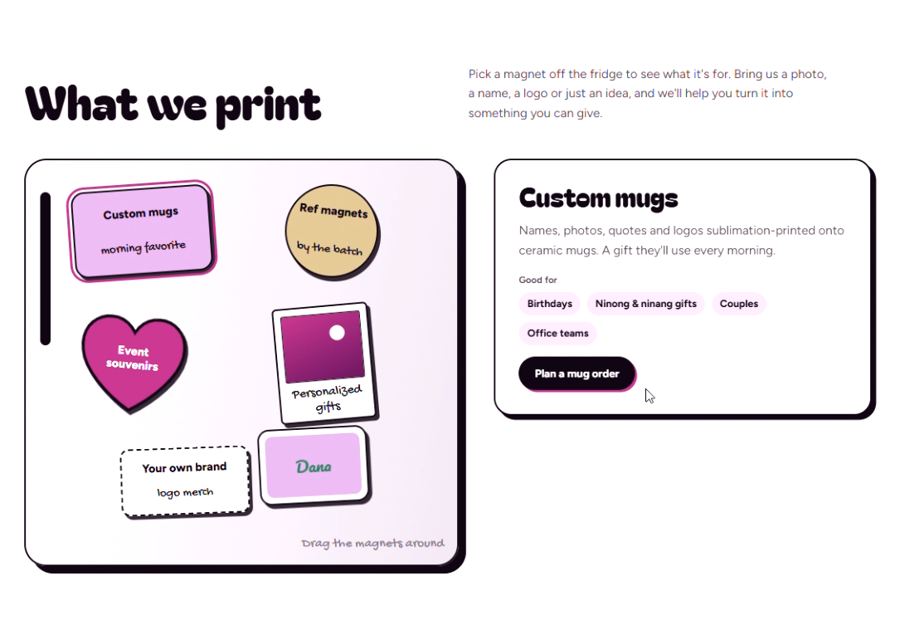 What we print
Pick a magnet off the fridge to see what it's for. Bring us a photo,
a name, a logo or just an idea, and we'll help you turn it into
something you can give.
Custom mugs
morning favorite
Ref magnets
by the batch
Event
souvenirs
Personalized
gifts
Your own brand
logo merch
Dana
Drag the magnets around
Custom mugs
Names, photos, quotes and logos sublimation-printed onto
ceramic mugs. A gift they'll use every morning.
Good for
Birthdays
Ninong & ninang gifts
Couples
Office teams
Plan a mug order